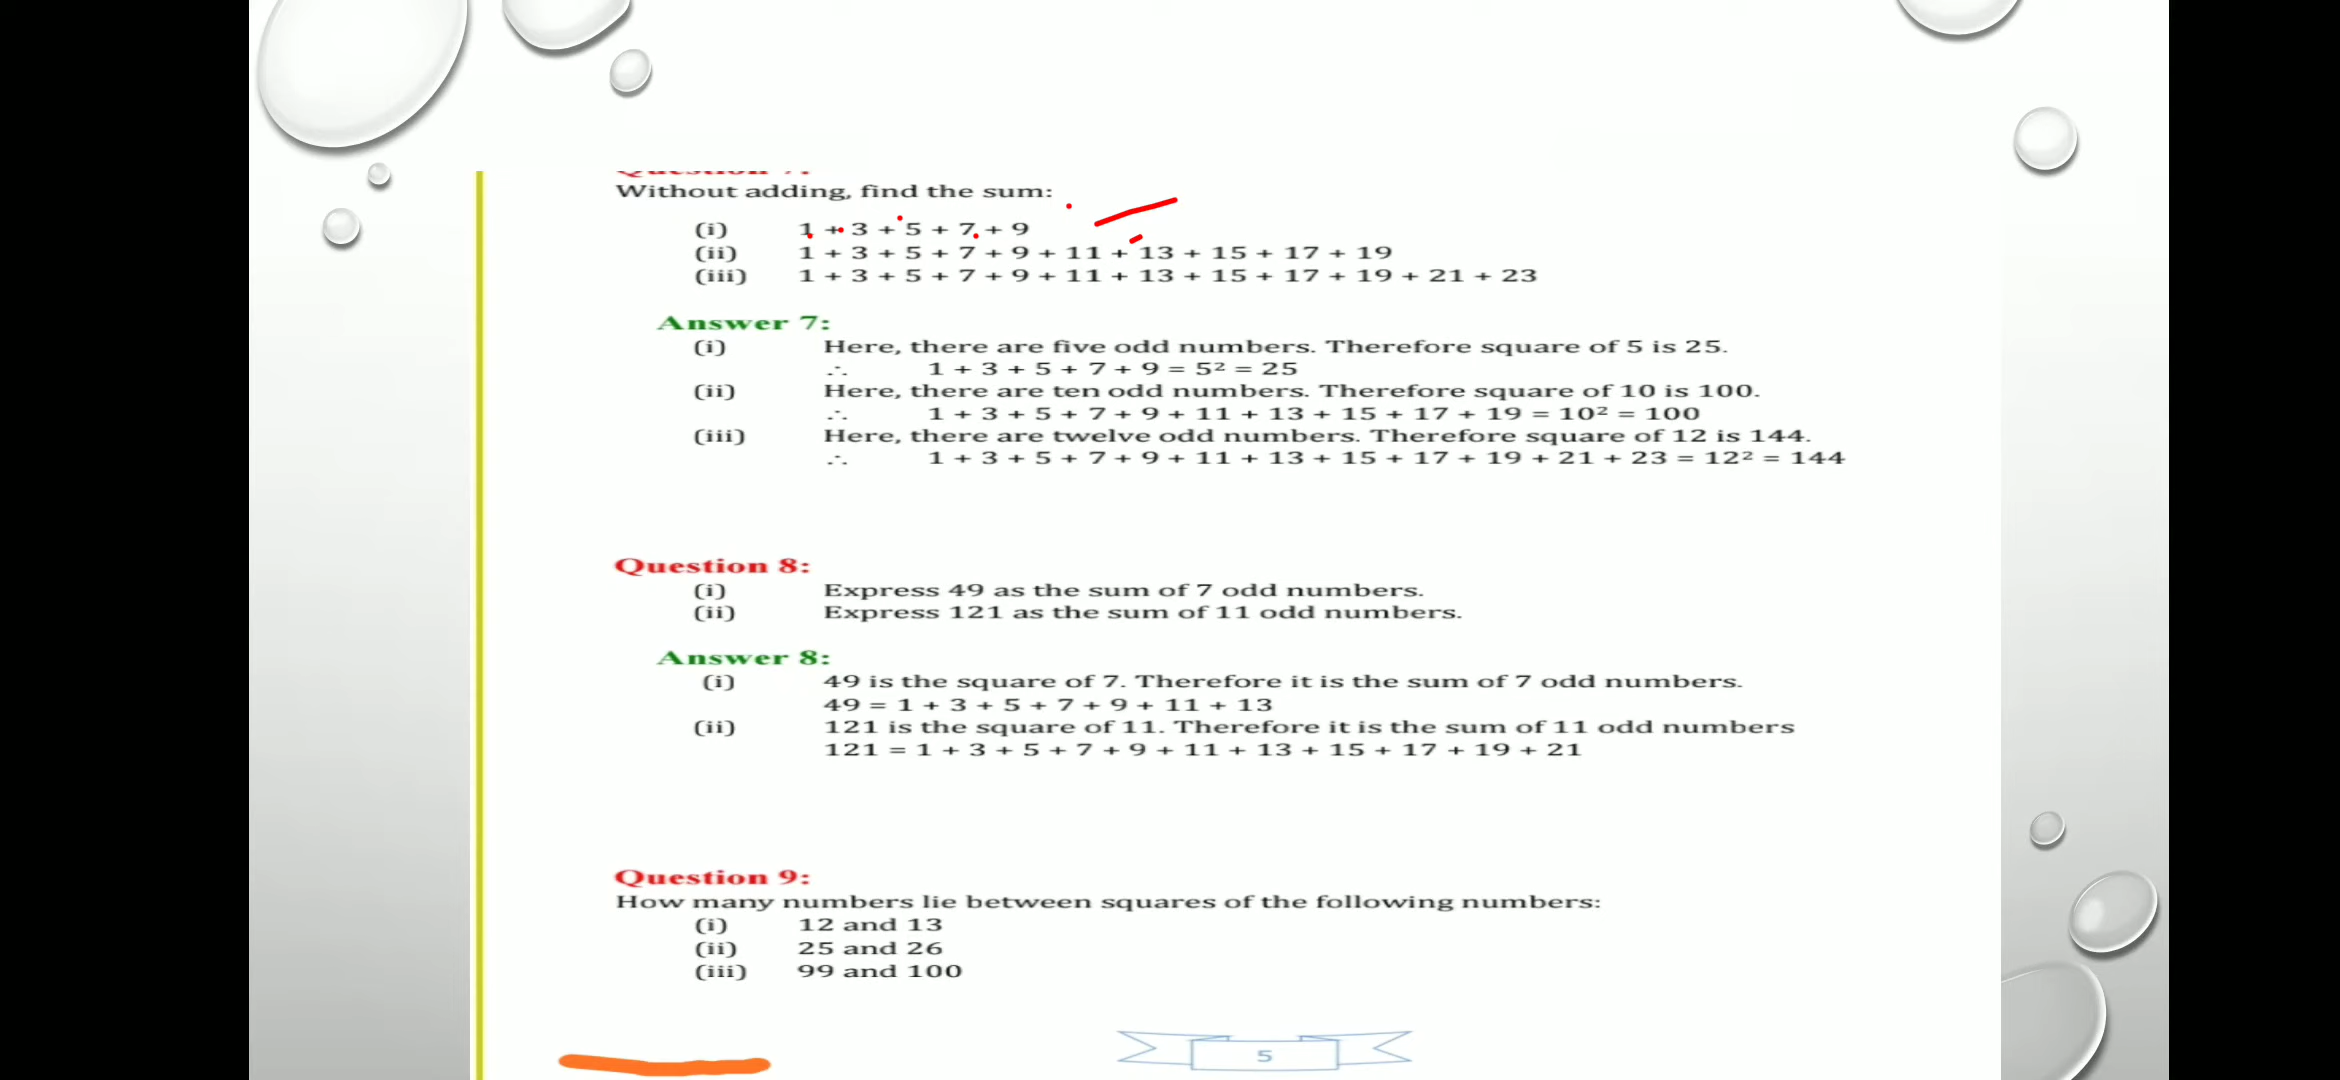 Question 7:
Without adding, find the sum:
(i) 1 + 3 + 5 + 7 + 9
(ii) 1 + 3 + 5 + 7 + 9 + 11 + 13 + 15 + 17 + 19
(iii) 1 + 3 + 5 + 7 + 9 + 11 + 13 + 15 + 17 + 19 + 21 + 23
Answer 7:
(i) Here, there are five odd numbers. Therefore square of 5 is 25.
∴ 1 + 3 + 5 + 7 + 9 = 5² = 25
(ii) Here, there are ten odd numbers. Therefore square of 10 is 100.
∴ 1 + 3 + 5 + 7 + 9 + 11 + 13 + 15 + 17 + 19 = 10² = 100
(iii) Here, there are twelve odd numbers. Therefore square of 12 is 144.
∴ 1 + 3 + 5 + 7 + 9 + 11 + 13 + 15 + 17 + 19 + 21 + 23 = 12² = 144
Question 8:
(i) Express 49 as the sum of 7 odd numbers.
(ii) Express 121 as the sum of 11 odd numbers.
Answer 8:
(i) 49 is the square of 7. Therefore it is the sum of 7 odd numbers.
49 = 1 + 3 + 5 + 7 + 9 + 11 + 13
(ii) 121 is the square of 11. Therefore it is the sum of 11 odd numbers
121 = 1 + 3 + 5 + 7 + 9 + 11 + 13 + 15 + 17 + 19 + 21
Question 9:
How many numbers lie between squares of the following numbers:
(i) 12 and 13
(ii) 25 and 26
(iii) 99 and 100
5